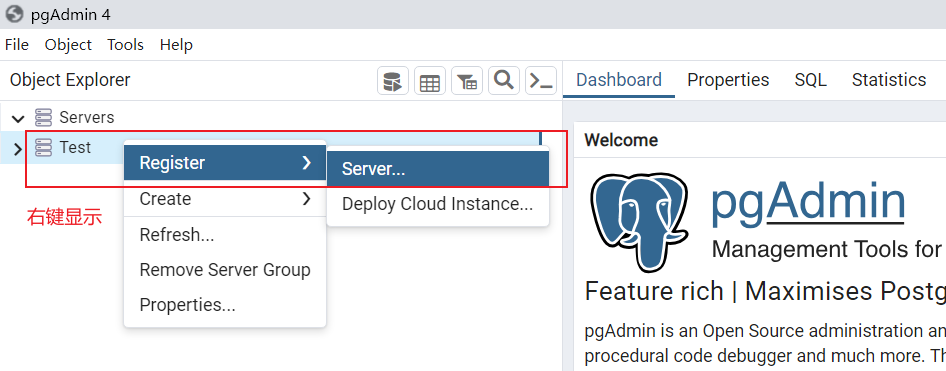 pgAdmin 4
File Object Tools Help
Object Explorer
Dashboard Properties SQL Statistics
Servers
Test
Register
Server...
Create
Deploy Cloud Instance...
右键显示
Refresh...
Remove Server Group
Properties...
Welcome
pgAdmin
Management Tools for
Feature rich | Maximises Postg
pgAdmin is an Open Source administration an
procedural code debugger and much more. Th